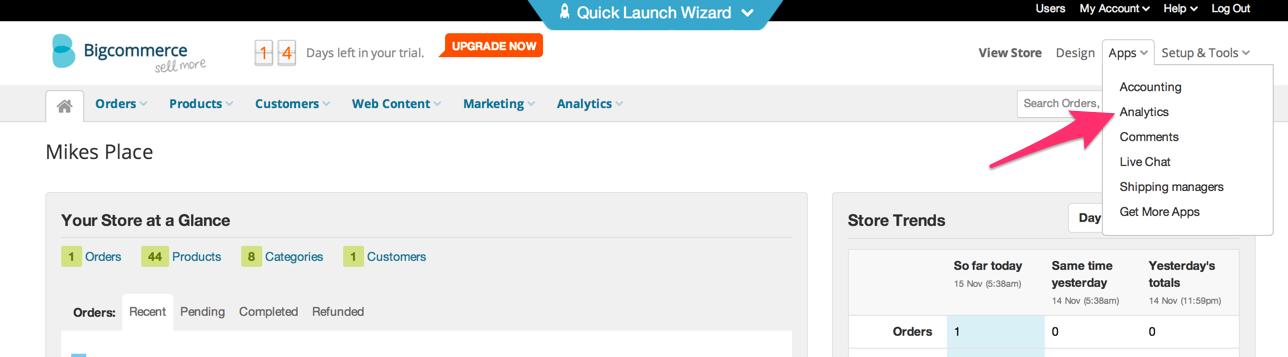 Quick Launch Wizard
Users My Account Help Log Out
Bigcommerce
sell more
14 Days left in your trial.
UPGRADE NOW
View Store Design Apps Setup & Tools
Orders Products Customers Web Content Marketing Analytics
Search Orders,
Accounting
Analytics
Comments
Live Chat
Shipping managers
Get More Apps
Mikes Place
Your Store at a Glance
1 Orders 44 Products 8 Categories 1 Customers
Orders: Recent Pending Completed Refunded
Store Trends
Day
So far today
15 Nov (5:38am)
Same time
yesterday
14 Nov (5:38am)
Yesterday's
totals
14 Nov (11:59pm)
Orders 1 0 0